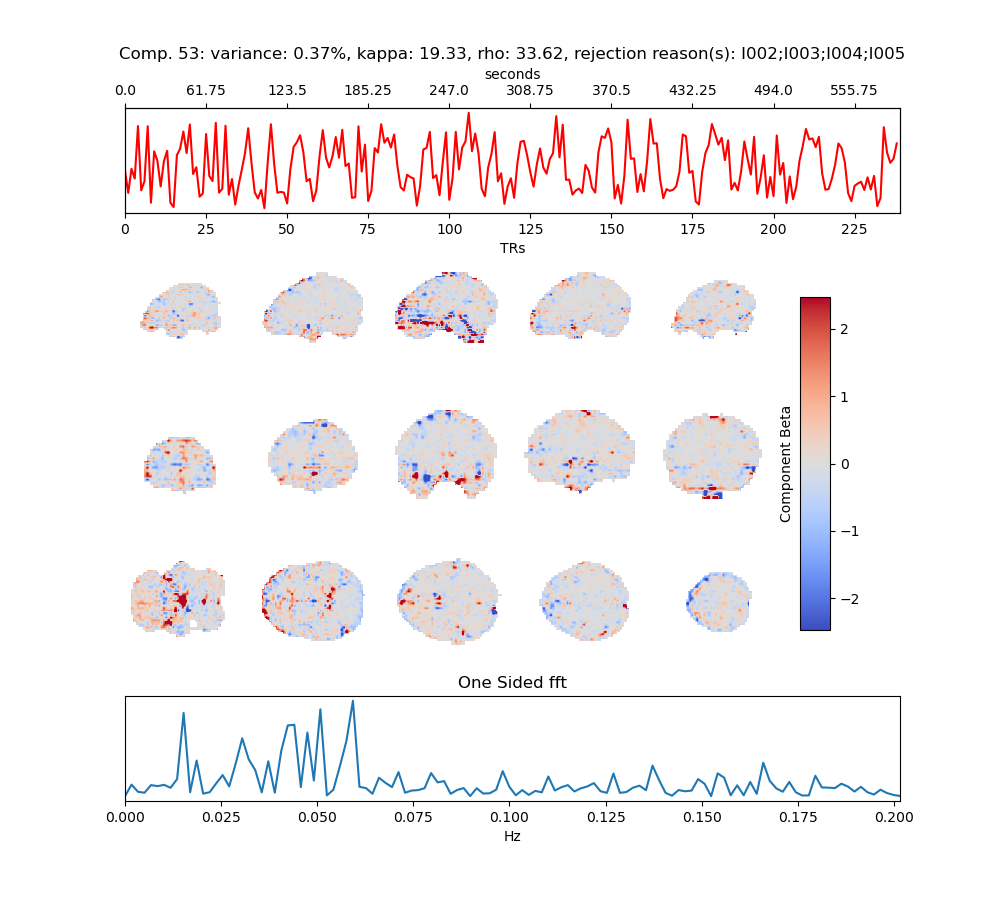 Comp. 53: variance: 0.37%, kappa: 19.33, rho: 33.62, rejection reason(s): I002;I003;I004;I005
seconds
0.0 61.75 123.5 185.25 247.0 308.75 370.5 432.25 494.0 555.75
0 25 50 75 100 125 150 175 200 225
TRs
2
1
0
−1
−2
Component Beta
One Sided fft
0.000 0.025 0.050 0.075 0.100 0.125 0.150 0.175 0.200
Hz